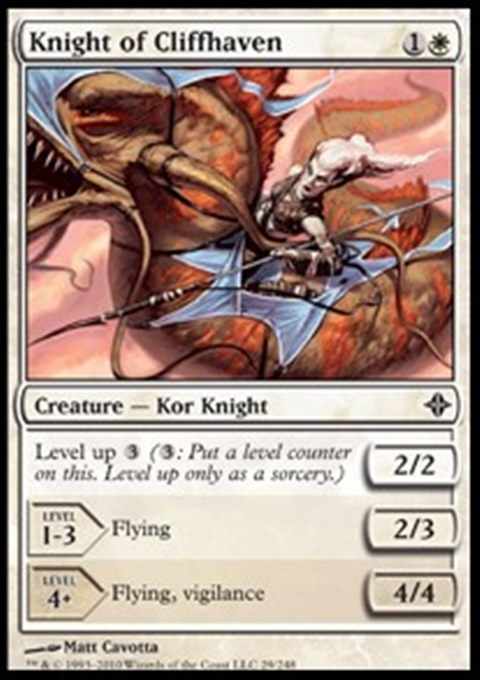 Knight of Cliffhaven 1
Creature — Kor Knight
Level up 3 (3: Put a level counter
on this. Level up only as a sorcery.)
2/2
LEVEL
1-3
Flying
2/3
LEVEL
4+
Flying, vigilance
4/4
Matt Cavotta
™ & © 1993-2010 Wizards of the Coast LLC 29/248